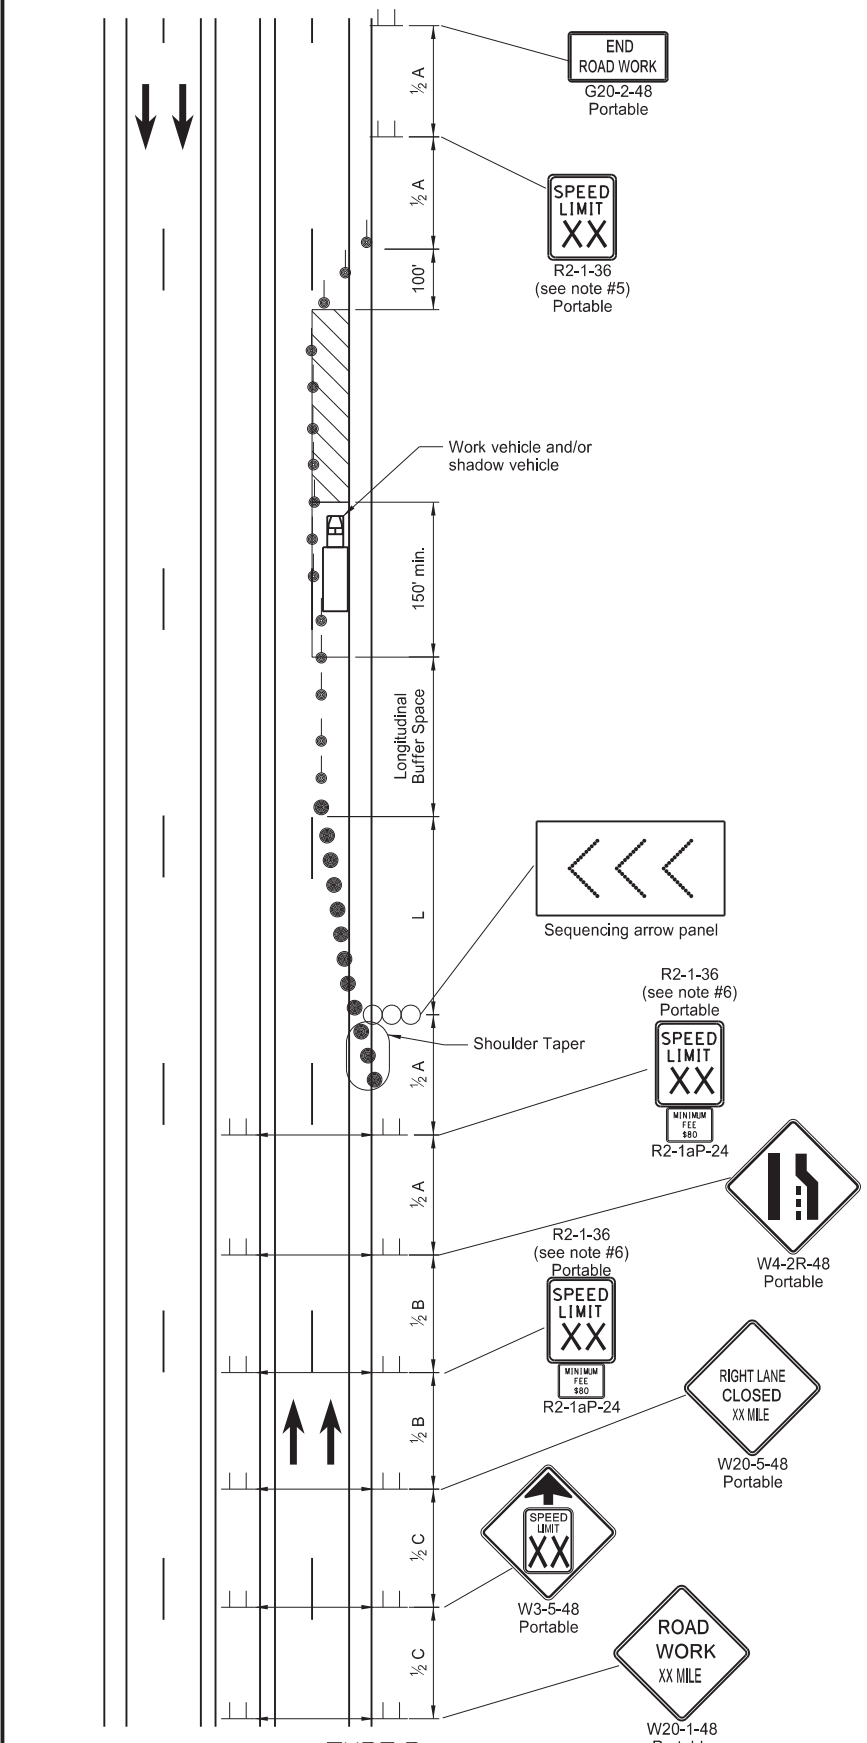 ½ A
END
ROAD WORK
G20-2-48
Portable
½ A
SPEED
LIMIT
XX
R2-1-36
(see note #5)
Portable
100'
Work vehicle and/or
shadow vehicle
150' min.
Longitudinal
Buffer Space
L
Sequencing arrow panel
R2-1-36
(see note #6)
Portable
SPEED
LIMIT
XX
MINIMUM
FEE
$80
R2-1aP-24
Shoulder Taper
½ A
½ A
W4-2R-48
Portable
R2-1-36
(see note #6)
Portable
SPEED
LIMIT
XX
MINIMUM
FEE
$80
R2-1aP-24
½ B
½ B
RIGHT LANE
CLOSED
XX MILE
W20-5-48
Portable
½ C
SPEED
LIMIT
XX
W3-5-48
Portable
½ C
ROAD
WORK
XX MILE
W20-1-48